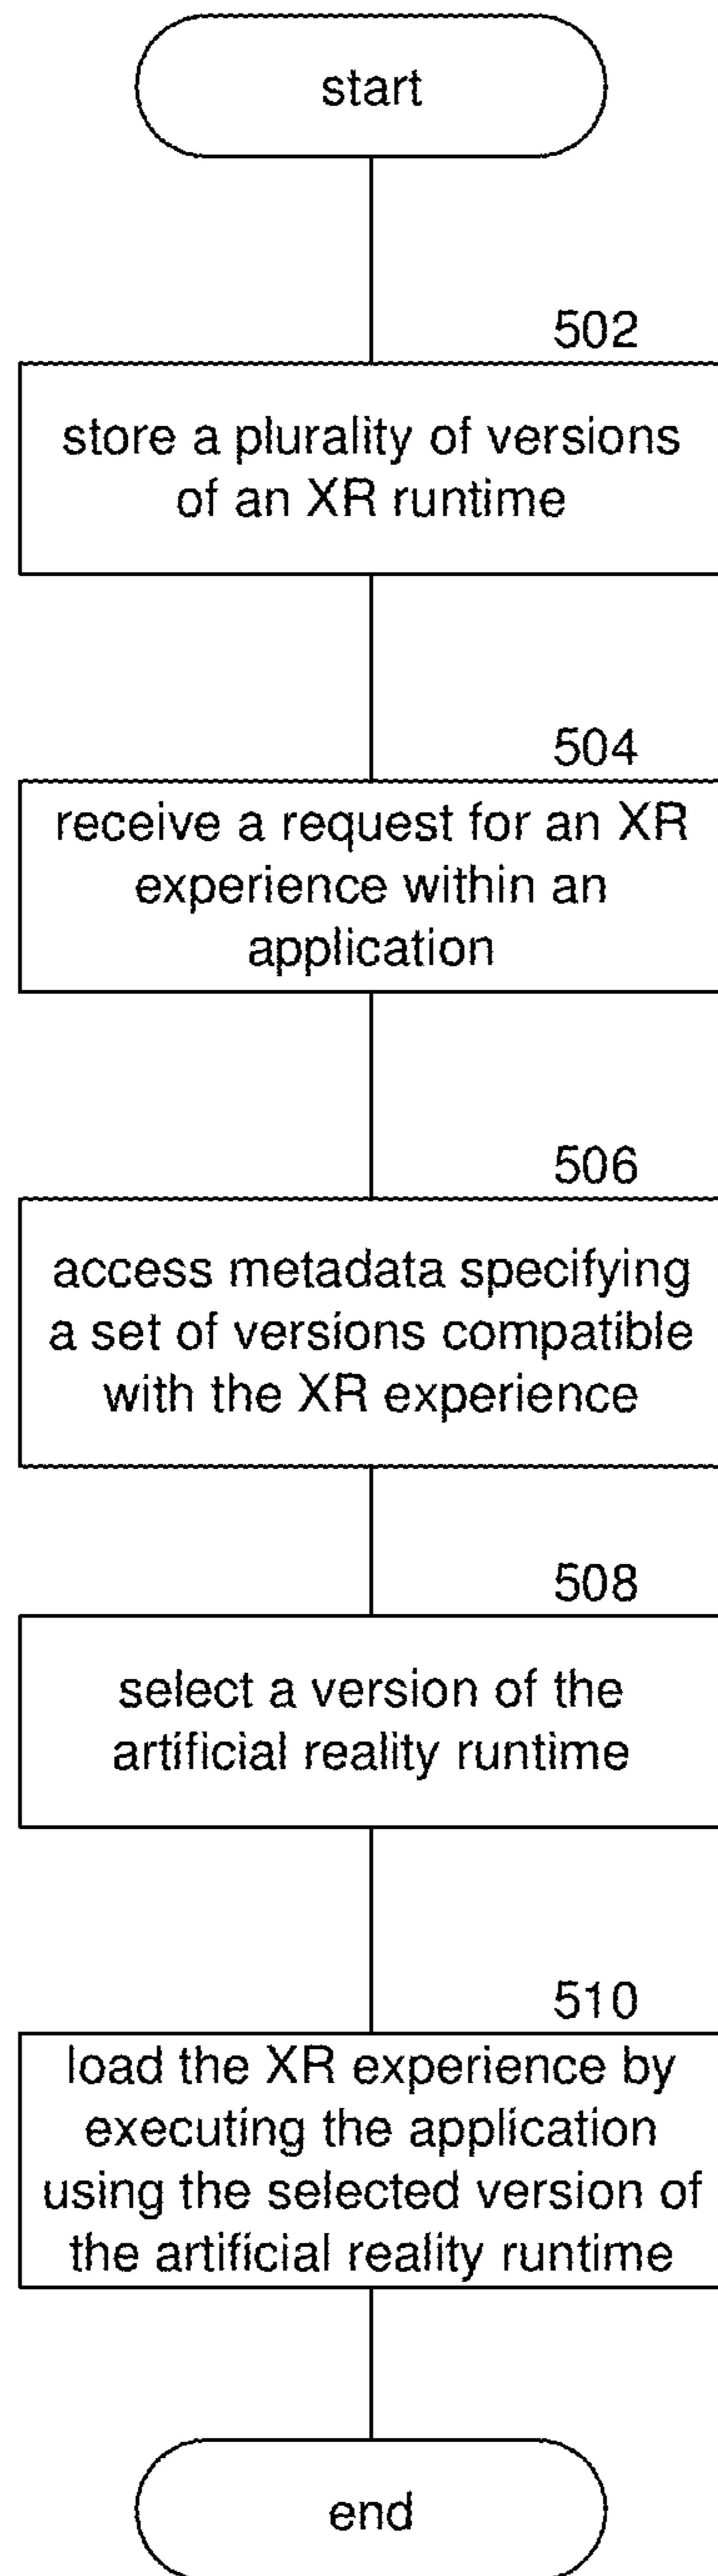 start
502
store a plurality of versions
of an XR runtime
504
receive a request for an XR
experience within an
application
506
access metadata specifying
a set of versions compatible
with the XR experience
508
select a version of the
artificial reality runtime
510
load the XR experience by
executing the application
using the selected version of
the artificial reality runtime
end